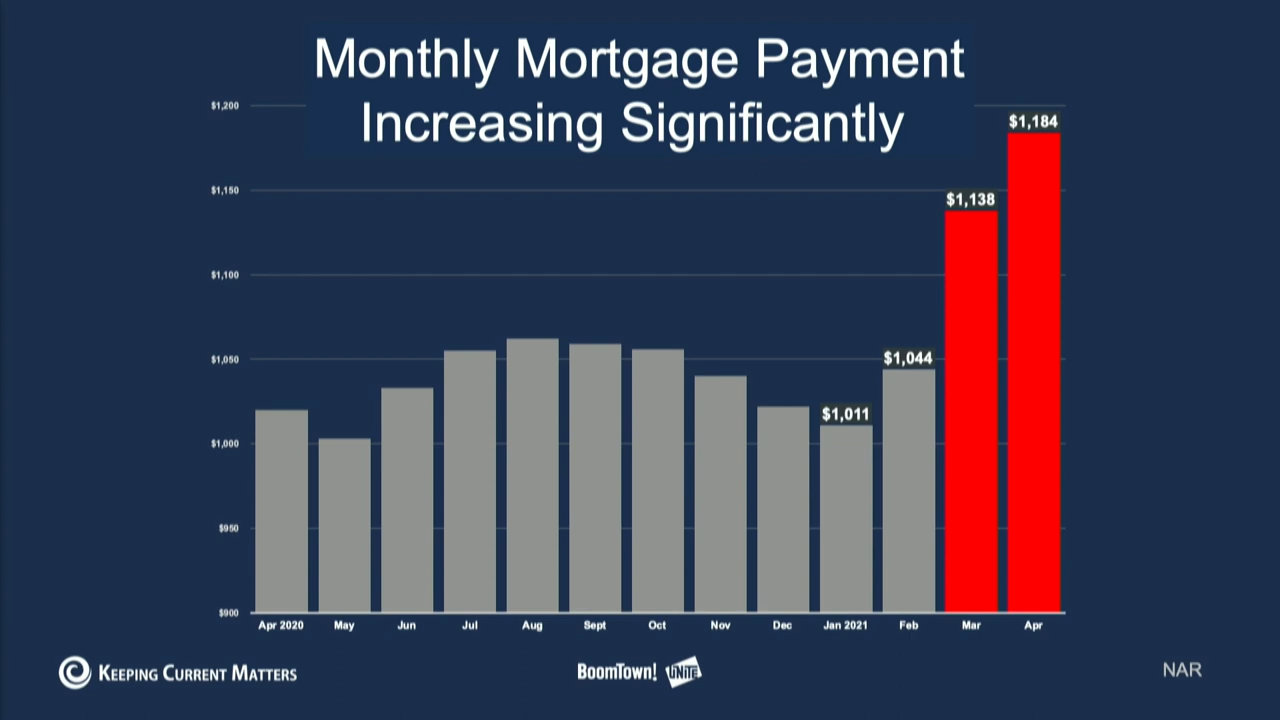 Monthly Mortgage Payment
Increasing Significantly
$1,200
$1,150
$1,100
$1,050
$1,000
$950
$900
$1,011
$1,044
$1,138
$1,184
Apr 2020 May Jun Jul Aug Sept Oct Nov Dec Jan 2021 Feb Mar Apr
KEEPING CURRENT MATTERS
BoomTown! UNITE
NAR